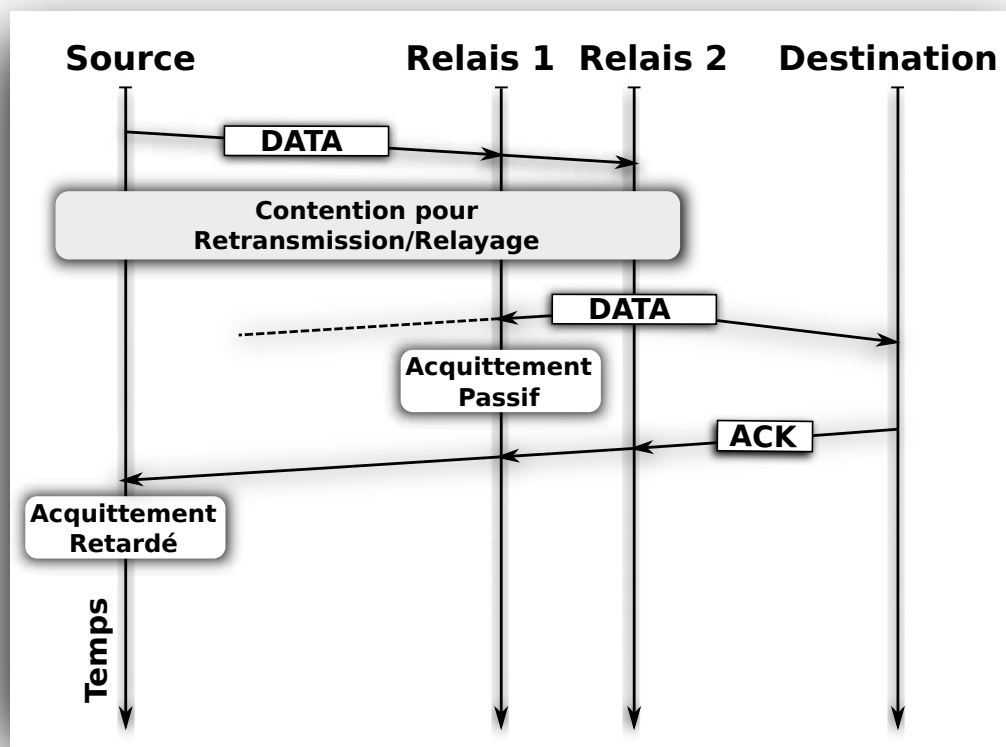 Source
Relais 1
Relais 2
Destination
DATA
Contention pour
Retransmission/Relayage
DATA
Acquittement
Passif
ACK
Acquittement
Retardé
Temps